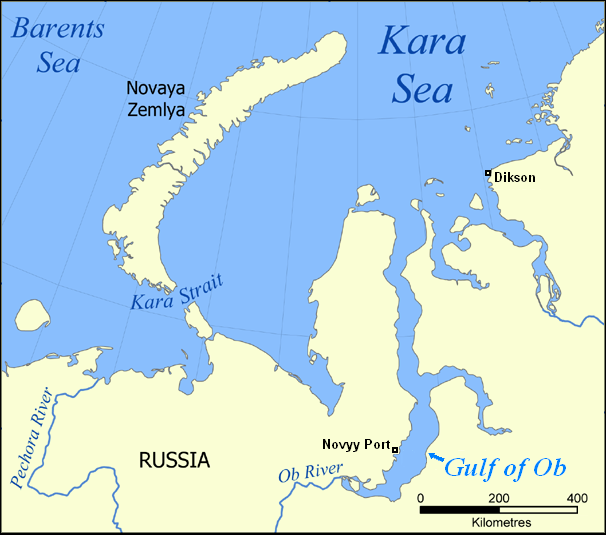 Barents
Sea
Kara
Sea
Novaya
Zemlya
Dikson
Kara Strait
Pechora River
Novyy Port
RUSSIA
Ob River
Gulf of Ob
0 200 400
Kilometres